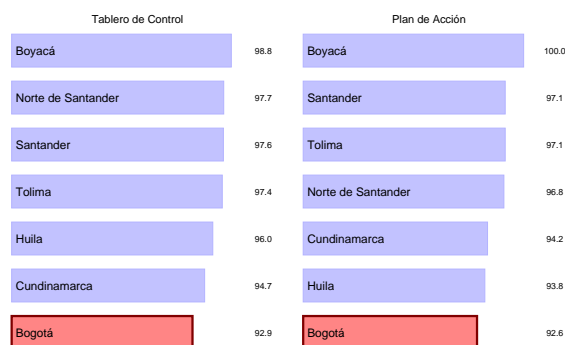 Tablero de Control
Boyacá 98.8
Norte de Santander 97.7
Santander 97.6
Tolima 97.4
Huila 96.0
Cundinamarca 94.7
Bogotá 92.9
Plan de Acción
Boyacá 100.0
Santander 97.1
Tolima 97.1
Norte de Santander 96.8
Cundinamarca 94.2
Huila 93.8
Bogotá 92.6